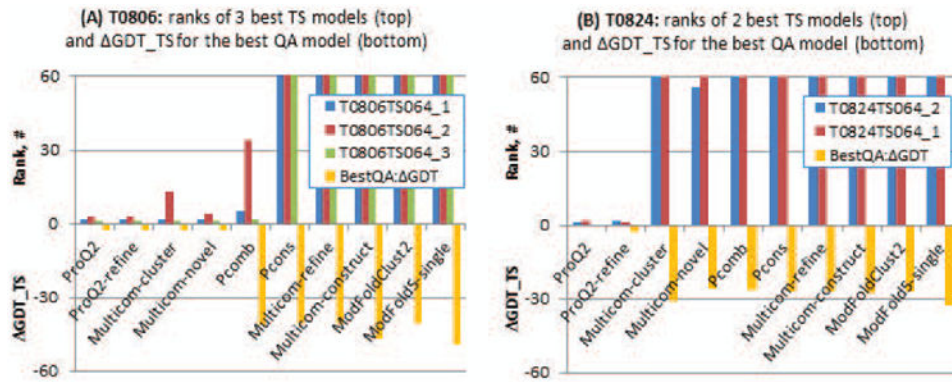 (A) T0806: ranks of 3 best TS models (top)
and ΔGDT_TS for the best QA model (bottom)
60
30
0
-30
-60
Rank, #
ΔGDT_TS
T0806TS064_1
T0806TS064_2
T0806TS064_3
BestQA:ΔGDT
ProQ2
ProQ2-refine
Multicom-cluster
Multicom-novel
Pcomb
Pcons
Multicom-refine
Multicom-construct
ModFoldClust2
ModFold5-single
(B) T0824: ranks of 2 best TS models (top)
and ΔGDT_TS for the best QA model (bottom)
60
30
0
-30
-60
Rank, #
ΔGDT_TS
T0824TS064_2
T0824TS064_1
BestQA:ΔGDT
ProQ2
ProQ2-refine
Multicom-cluster
Multicom-novel
Pcomb
Pcons
Multicom-refine
Multicom-construct
ModFoldClust2
ModFold5-single